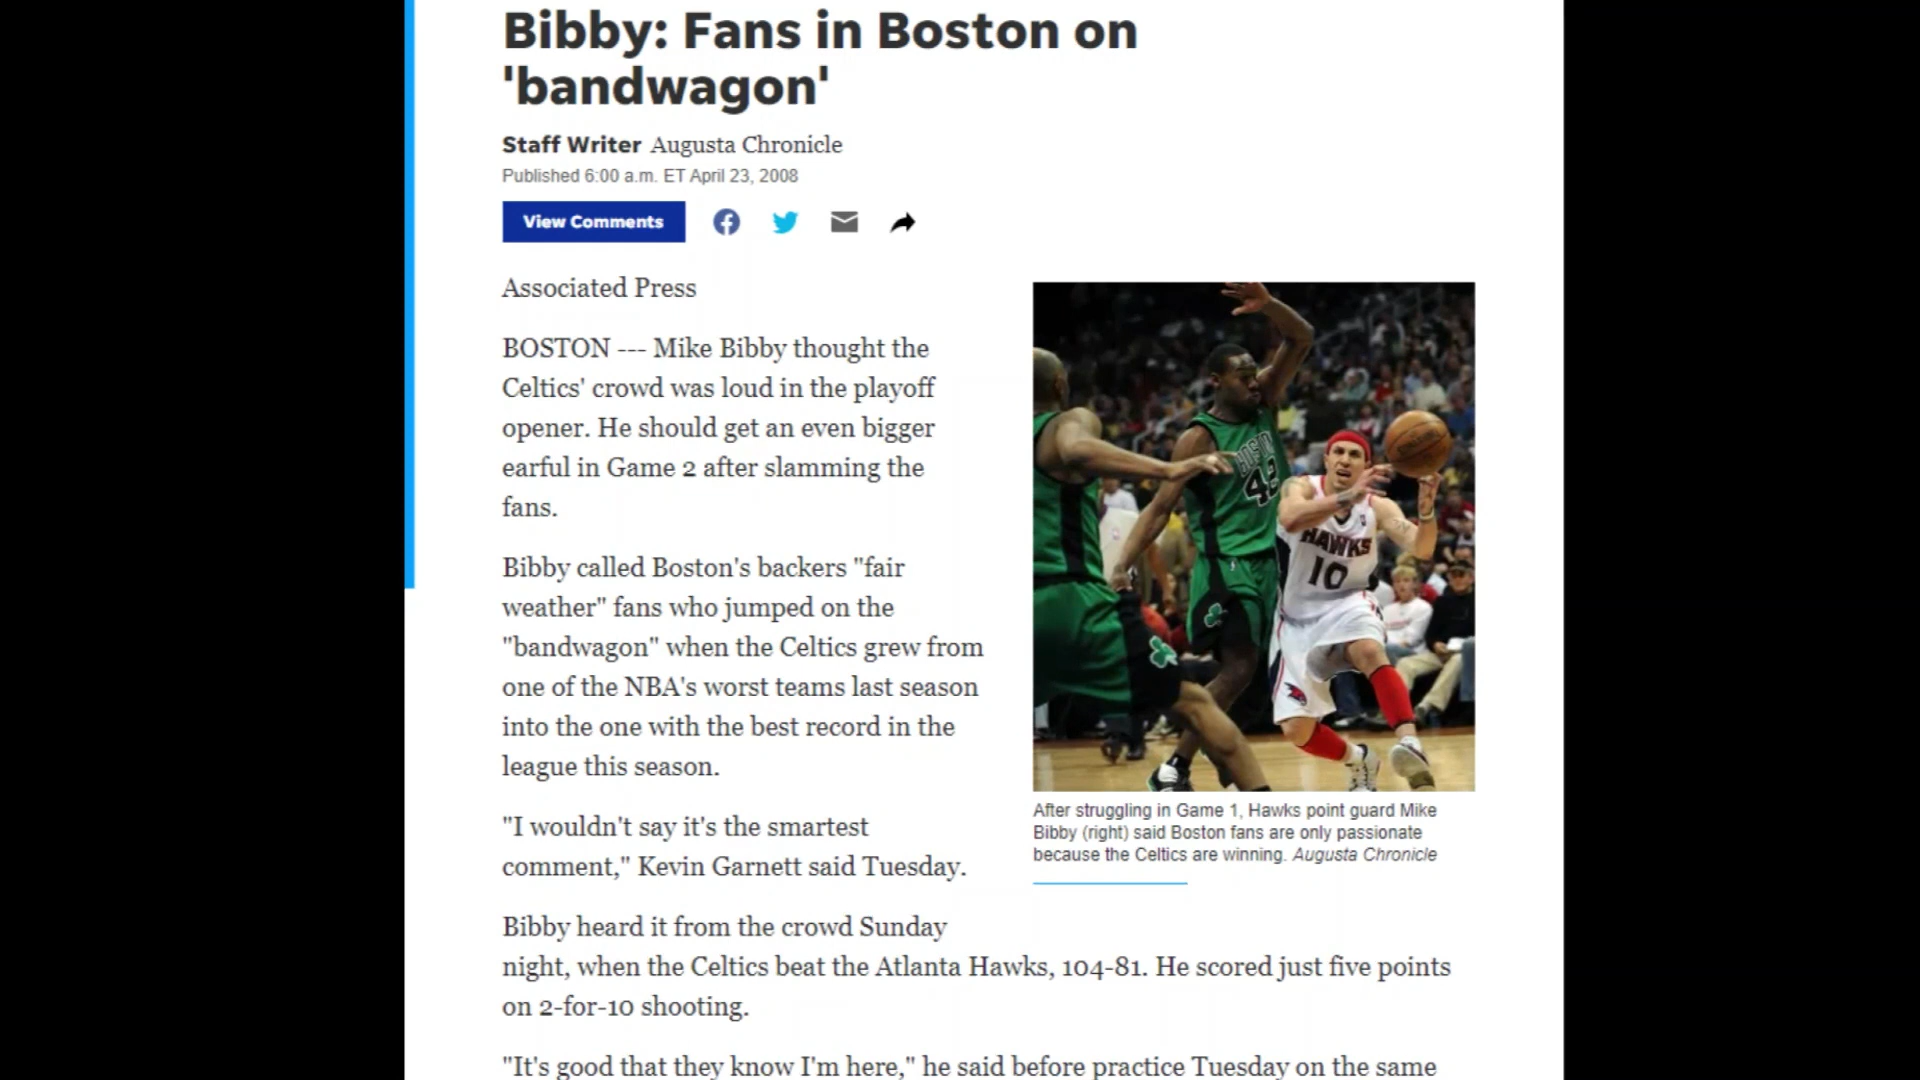 Bibby: Fans in Boston on
'bandwagon'
Staff Writer Augusta Chronicle
Published 6:00 a.m. ET April 23, 2008
View Comments
Associated Press
BOSTON --- Mike Bibby thought the
Celtics' crowd was loud in the playoff
opener. He should get an even bigger
earful in Game 2 after slamming the
fans.
Bibby called Boston's backers "fair
weather" fans who jumped on the
"bandwagon" when the Celtics grew from
one of the NBA's worst teams last season
into the one with the best record in the
league this season.
"I wouldn't say it's the smartest
comment," Kevin Garnett said Tuesday.
HAWKS
10
After struggling in Game 1, Hawks point guard Mike
Bibby (right) said Boston fans are only passionate
because the Celtics are winning. Augusta Chronicle
Bibby heard it from the crowd Sunday
night, when the Celtics beat the Atlanta Hawks, 104-81. He scored just five points
on 2-for-10 shooting.
"It's good that they know I'm here," he said before practice Tuesday on the same